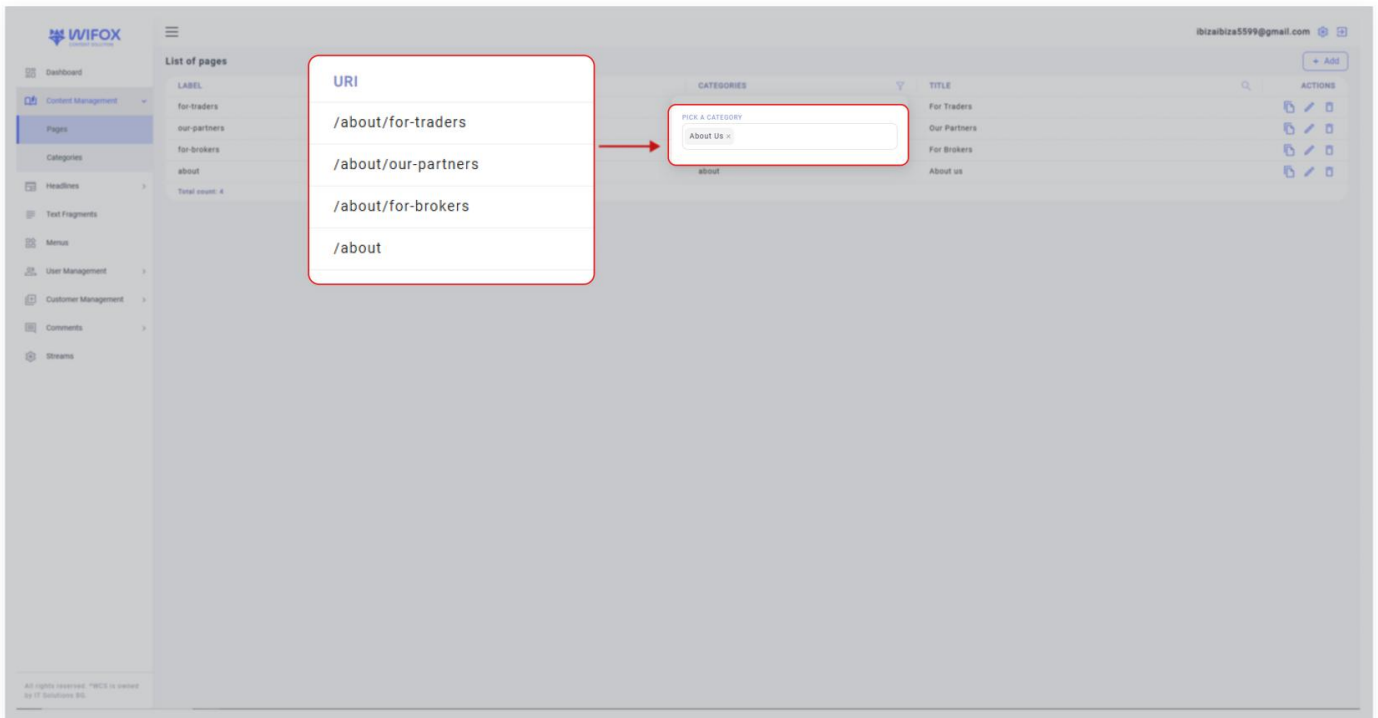 WIFOX
CONTENT SOLUTION
ibizaibiza5599@gmail.com
Dashboard
Content Management
Pages
Categories
Headlines
Text Fragments
Menus
User Management
Customer Management
Comments
Streams
List of pages
+ Add
LABEL
CATEGORIES
TITLE
ACTIONS
for-traders
For Traders
our-partners
Our Partners
for-brokers
For Brokers
about
about
About us
Total count: 4
URI
/about/for-traders
/about/our-partners
/about/for-brokers
/about
PICK A CATEGORY
About Us ×
All rights reserved. ®WCS is owned
by IT Solutions BG.